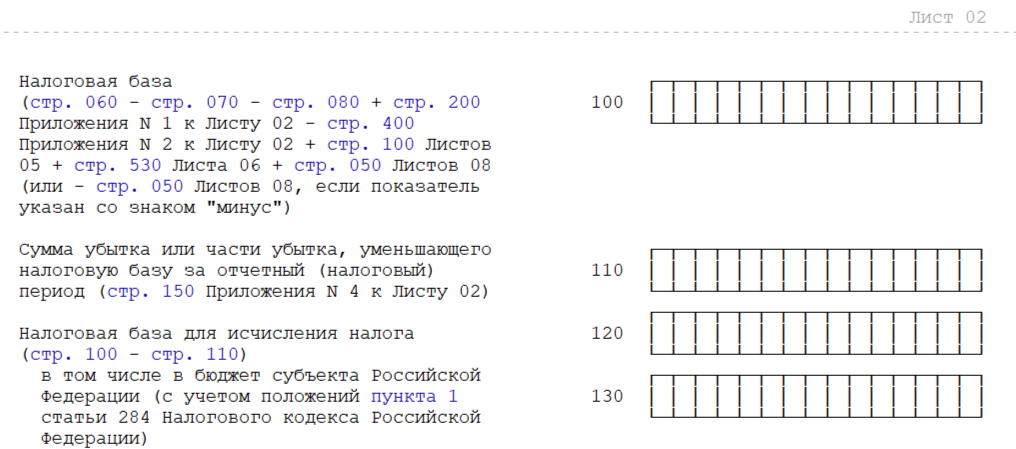 Лист 02
Налоговая база
(стр. 060 - стр. 070 - стр. 080 + стр. 200 100
Приложения N 1 к Листу 02 - стр. 400
Приложения N 2 к Листу 02 + стр. 100 Листов
05 + стр. 530 Листа 06 + стр. 050 Листов 08
(или - стр. 050 Листов 08, если показатель
указан со знаком "минус")
Сумма убытка или части убытка, уменьшающего
налоговую базу за отчетный (налоговый) 110
период (стр. 150 Приложения N 4 к Листу 02)
Налоговая база для исчисления налога 120
(стр. 100 - стр. 110)
в том числе в бюджет субъекта Российской
Федерации (с учетом положений пункта 1 130
статьи 284 Налогового кодекса Российской
Федерации)